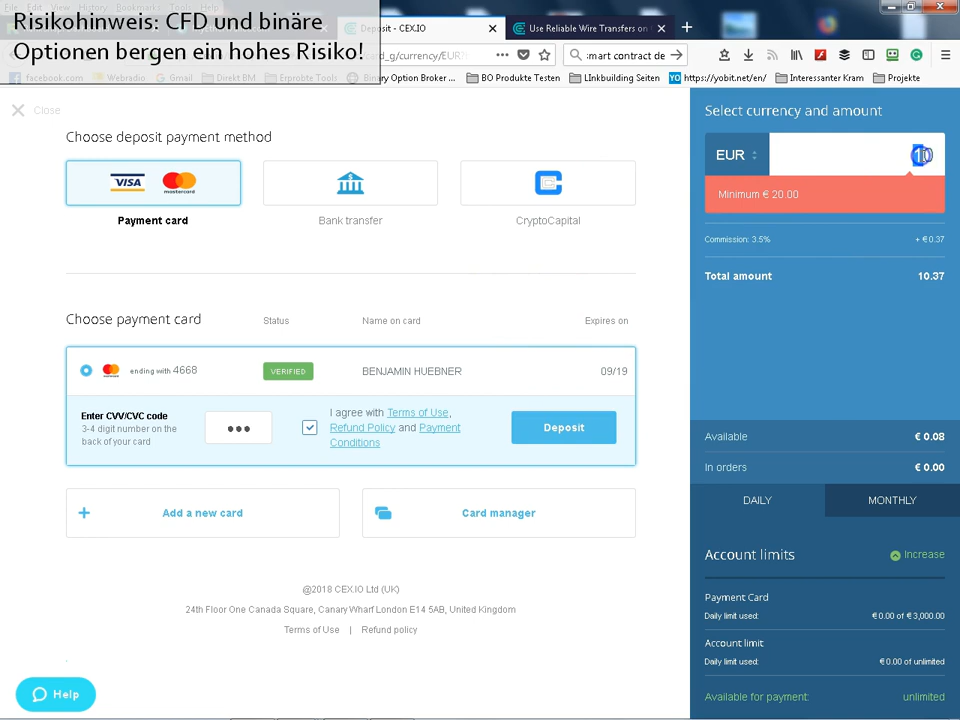 Risikohinweis: CFD und binäre
Optionen bergen ein hohes Risiko!
Deposit - CEX.IO
Use Reliable Wire Transfers on
d_g/currency/EUR?
smart contract de
facebook.com
Webradio
Gmail
Direkt BM
Erprobte Tools
Binary Option Broker ...
BO Produkte Testen
LInkbuilding Seiten
https://yobit.net/en/
Interessanter Kram
Projekte
Close
Choose deposit payment method
VISA
mastercard
Payment card
Bank transfer
CryptoCapital
Choose payment card
Status
Name on card
Expires on
ending with 4668
VERIFIED
BENJAMIN HUEBNER
09/19
Enter CVV/CVC code
3-4 digit number on the
back of your card
I agree with Terms of Use,
Refund Policy and Payment
Conditions
Deposit
Add a new card
Card manager
@2018 CEX.IO Ltd (UK)
24th Floor One Canada Square, Canary Wharf London E14 5AB, United Kingdom
Terms of Use | Refund policy
Help
Select currency and amount
EUR
10
Minimum € 20.00
Commission: 3.5%
+ €0.37
Total amount
10.37
Available
€ 0.08
In orders
€ 0.00
DAILY
MONTHLY
Account limits
Increase
Payment Card
Daily limit used:
€0.00 of €3,000.00
Account limit
Daily limit used:
€0.00 of unlimited
Available for payment:
unlimited